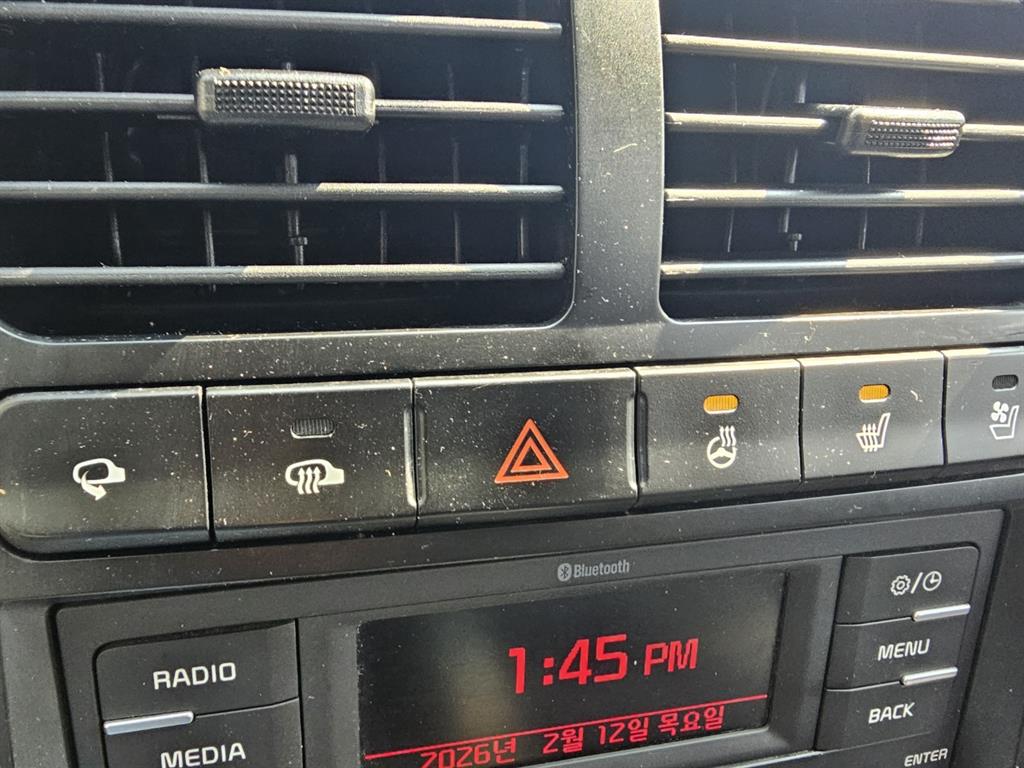 Bluetooth
RADIO
MEDIA
1:45 PM
2026년 2월 12일 목요일
MENU
BACK
ENTER